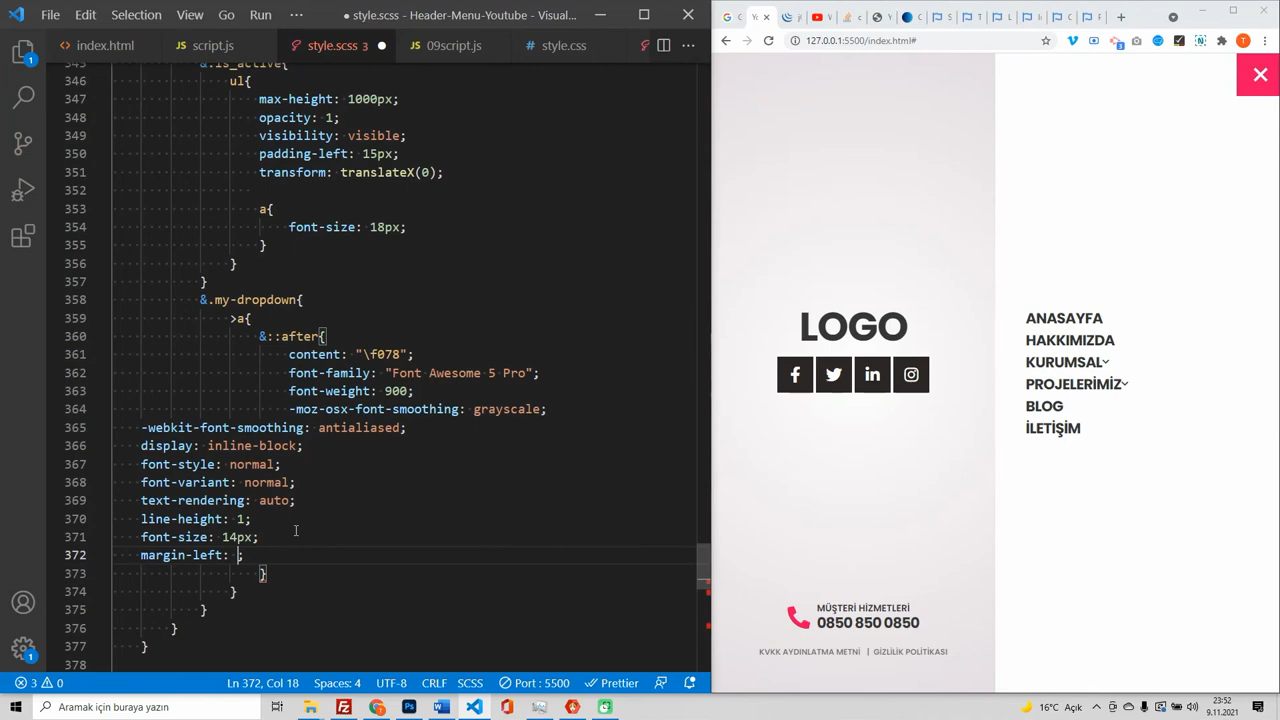 File Edit Selection View Go Run ··· ● style.scss - Header-Menu-Youtube - Visual...
index.html script.js style.scss 3 ● 09script.js style.css
127.0.0.1:5500/index.html#
345 &.is_active{
346 ul{
347 max-height: 1000px;
348 opacity: 1;
349 visibility: visible;
350 padding-left: 15px;
351 transform: translateX(0);
352
353 a{
354 font-size: 18px;
355 }
356 }
357 }
358 &.my-dropdown{
359 >a{
360 &::after{
361 content: "\f078";
362 font-family: "Font Awesome 5 Pro";
363 font-weight: 900;
364 -moz-osx-font-smoothing: grayscale;
365 -webkit-font-smoothing: antialiased;
366 display: inline-block;
367 font-style: normal;
368 font-variant: normal;
369 text-rendering: auto;
370 line-height: 1;
371 font-size: 14px;
372 margin-left: ;
373 }
374 }
375 }
376 }
377 }
378
LOGO
ANASAYFA
HAKKIMIZDA
KURUMSAL
PROJELERİMİZ
BLOG
İLETİŞİM
MÜŞTERİ HİZMETLERİ
0850 850 0850
KVKK AYDINLATMA METNİ | GİZLİLİK POLİTİKASI
3 0 Ln 372, Col 18 Spaces: 4 UTF-8 CRLF SCSS Port : 5500 Prettier
Aramak için buraya yazın 16°C Açık 23:52
9.11.2021